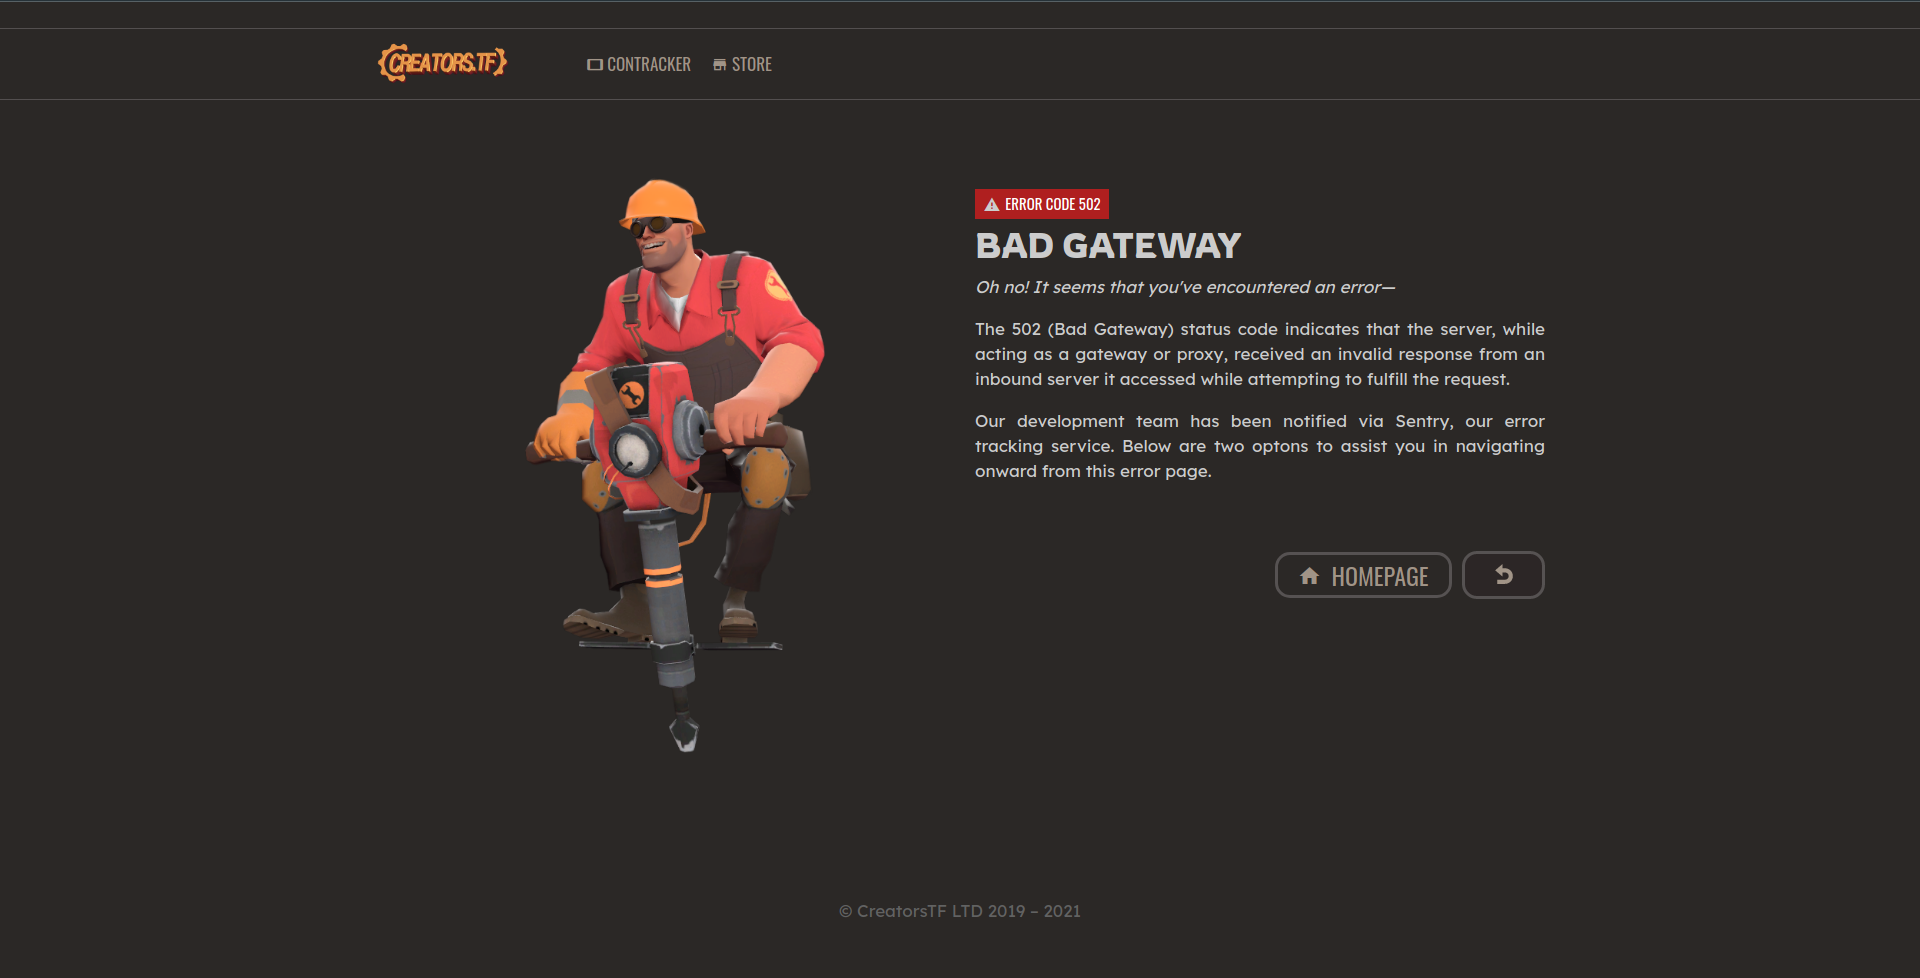 CREATORS.TF
CONTRACKER
STORE
ERROR CODE 502
BAD GATEWAY
Oh no! It seems that you've encountered an error—
The 502 (Bad Gateway) status code indicates that the server, while
acting as a gateway or proxy, received an invalid response from an
inbound server it accessed while attempting to fulfill the request.
Our development team has been notified via Sentry, our error
tracking service. Below are two optons to assist you in navigating
onward from this error page.
HOMEPAGE
© CreatorsTF LTD 2019 – 2021